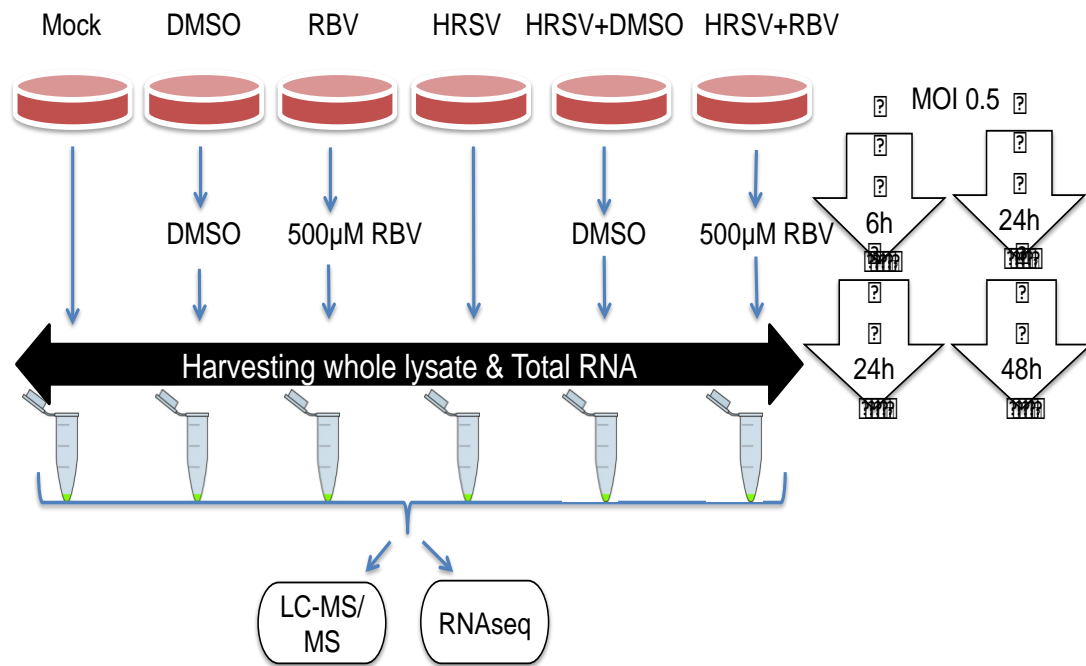 Mock
DMSO
RBV
HRSV
HRSV+DMSO
HRSV+RBV
MOI 0.5
DMSO
500µM RBV
DMSO
500µM RBV
6h
24h
Harvesting whole lysate & Total RNA
24h
48h
LC-MS/
MS
RNAseq